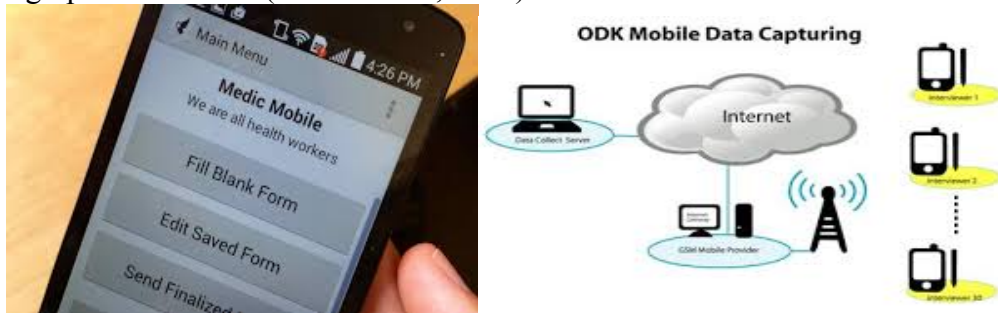 4:26 PM
Main Menu
Medic Mobile
We are all health workers
Fill Blank Form
Edit Saved Form
Send Finalized
ODK Mobile Data Capturing
Internet
Data Collect Server
GSM Mobile Provider
Interviewer 1
Interviewer 2
Interviewer 30